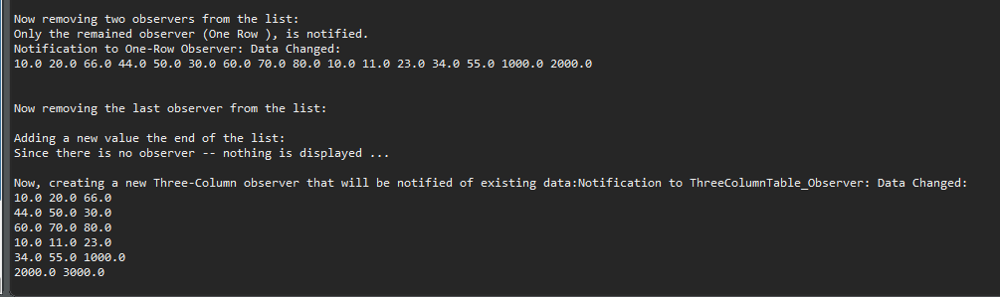 Now removing two observers from the list:
Only the remained observer (One Row ), is notified.
Notification to One-Row Observer: Data Changed:
10.0 20.0 66.0 44.0 50.0 30.0 60.0 70.0 80.0 10.0 11.0 23.0 34.0 55.0 1000.0 2000.0
Now removing the last observer from the list:
Adding a new value the end of the list:
Since there is no observer -- nothing is displayed ...
Now, creating a new Three-Column observer that will be notified of existing data:Notification to ThreeColumnTable_Observer: Data Changed:
10.0 20.0 66.0
44.0 50.0 30.0
60.0 70.0 80.0
10.0 11.0 23.0
34.0 55.0 1000.0
2000.0 3000.0